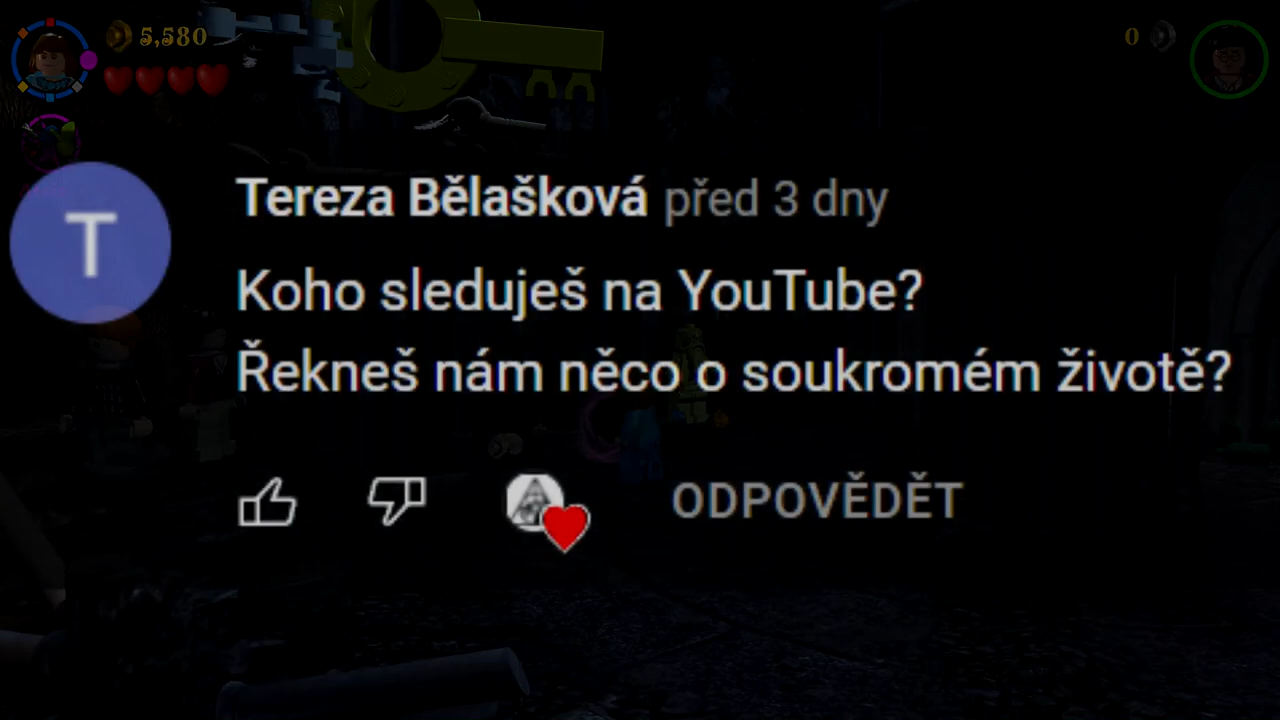 5,580
0
T
Tereza Bělašková před 3 dny
Koho sleduješ na YouTube?
Řekneš nám něco o soukromém životě?
ODPOVĚDĚT